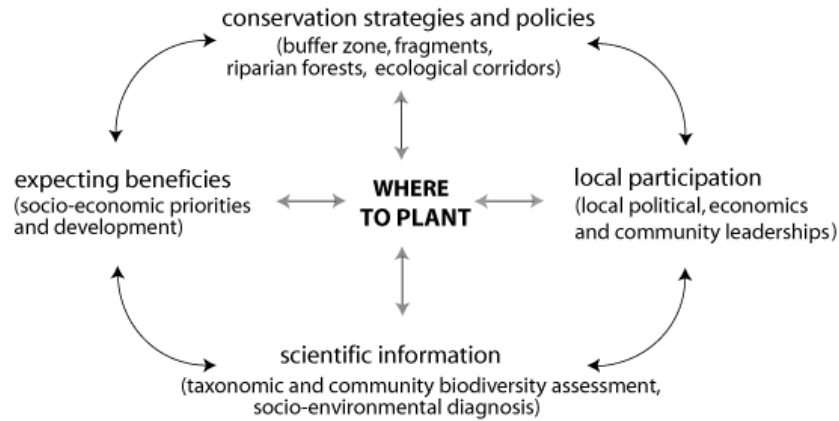 conservation strategies and policies
(buffer zone, fragments,
riparian forests, ecological corridors)
expecting beneficies
(socio-economic priorities
and development)
WHERE
TO PLANT
local participation
(local political, economics
and community leaderships)
scientific information
(taxonomic and community biodiversity assessment,
socio-environmental diagnosis)